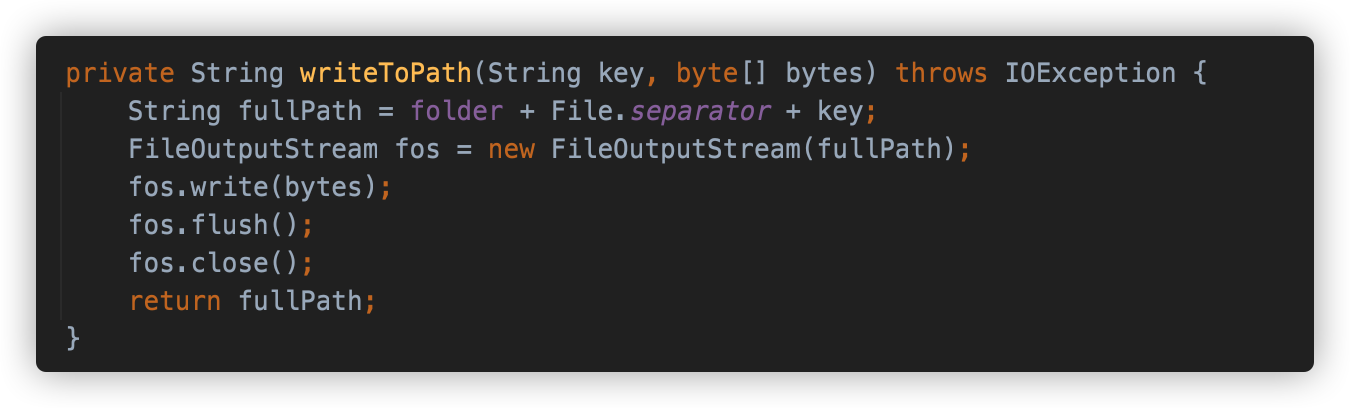 private String writeToPath(String key, byte[] bytes) throws IOException {
    String fullPath = folder + File.separator + key;
    FileOutputStream fos = new FileOutputStream(fullPath);
    fos.write(bytes);
    fos.flush();
    fos.close();
    return fullPath;
}